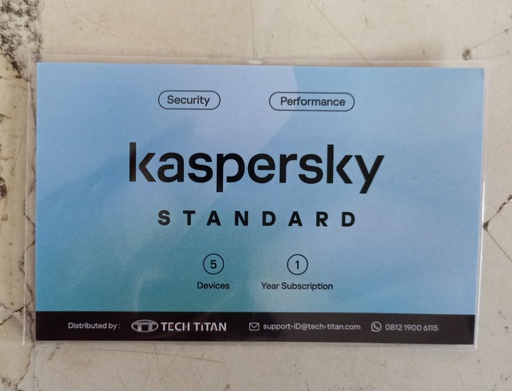 Security Performance
kaspersky
STANDARD
5 1
Devices Year Subscription
Distributed by : TECH TITAN support-ID@tech-titan.com 0812 1900 6115